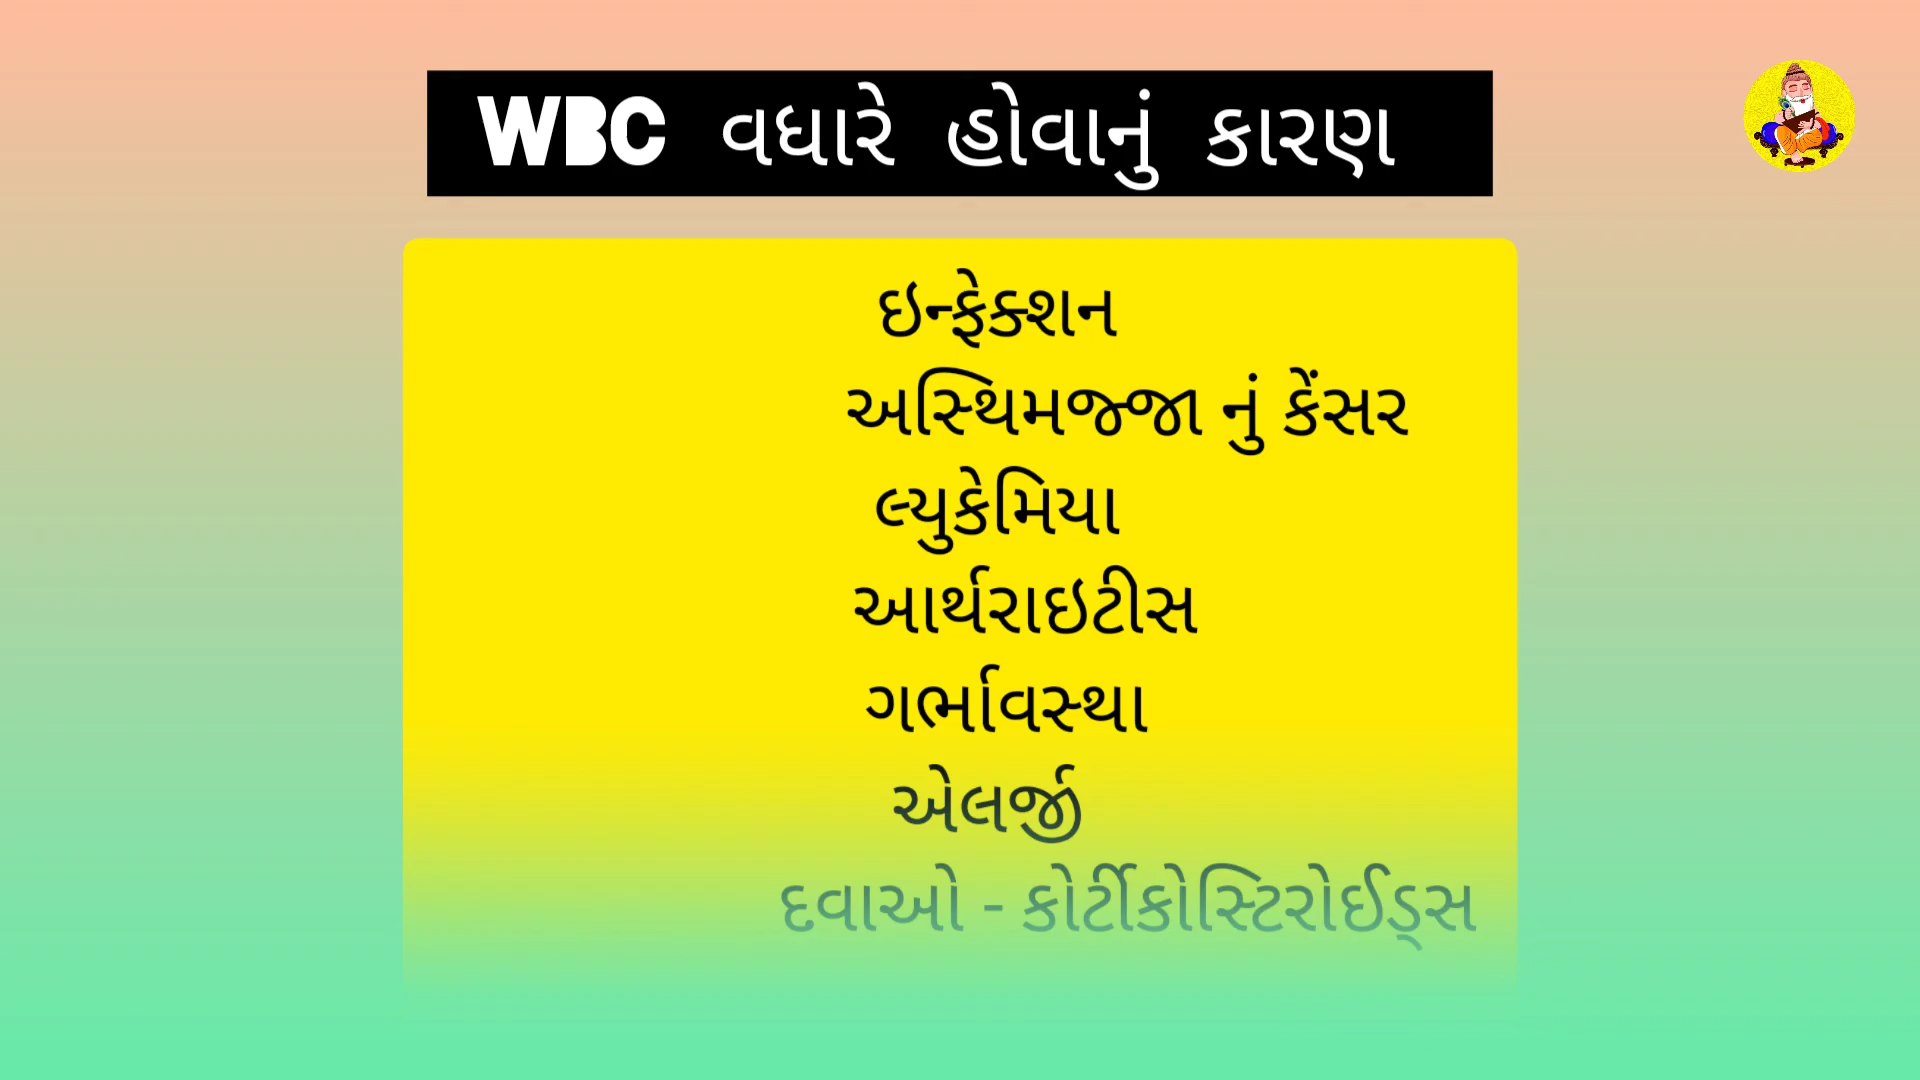 WBC વધારે હોવાનું કારણ
ઇન્ફેક્શન
અસ્થિમજ્જા નું કેંસર
લ્યુકેમિયા
આર્થરાઇટીસ
ગર્ભાવસ્થા
એલર્જી
દવાઓ - કોર્ટીકોસ્ટિરોઈડ્સ